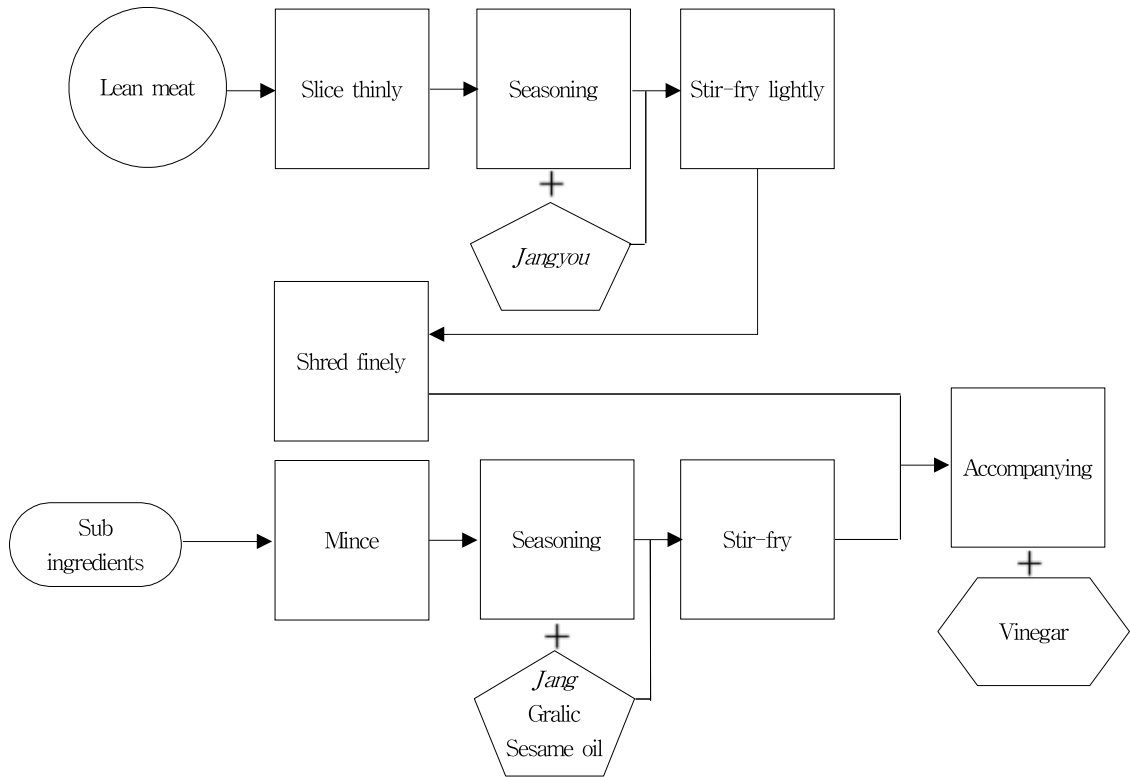 Lean meat
Slice thinly
Seasoning
Stir-fry lightly
+
Jangyou
Shred finely
Accompanying
Sub
ingredients
Mince
Seasoning
Stir-fry
+
Vinegar
+
Jang
Gralic
Sesame oil